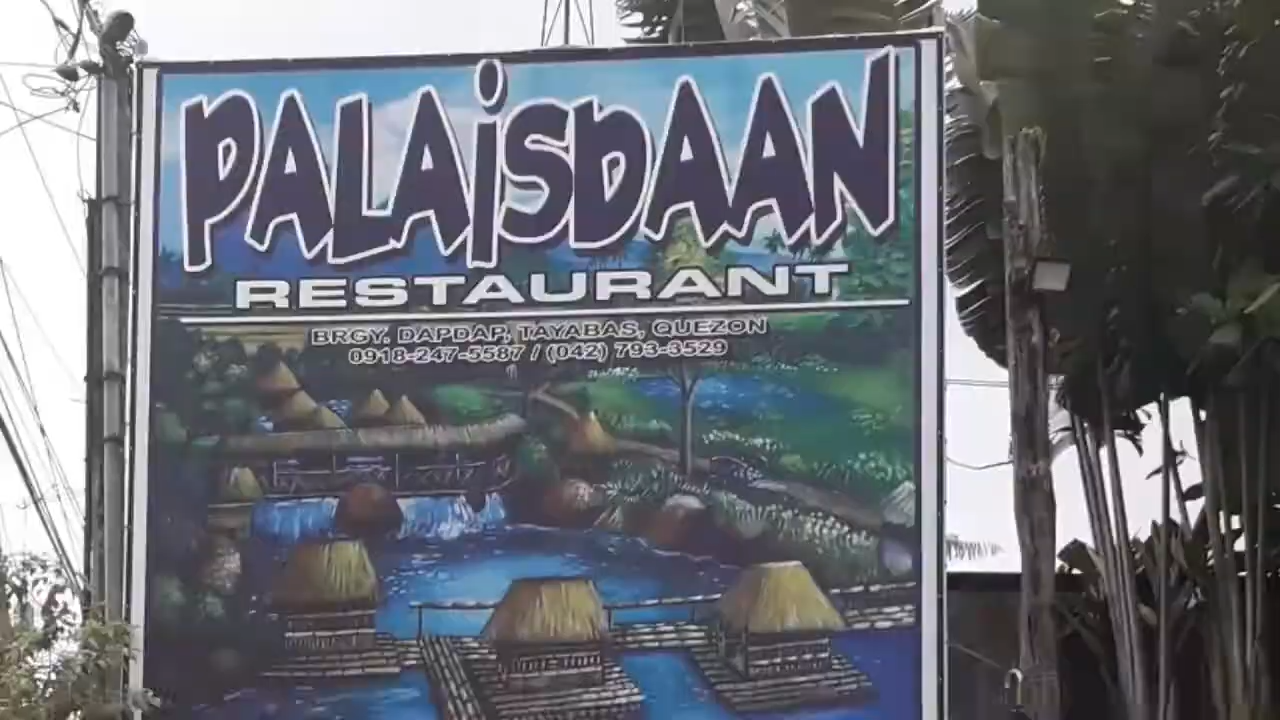 PALAiSDAAN
RESTAURANT
BRGY. DAPDAP, TAYABAS, QUEZON
0918-247-5587 / (042) 793-3529